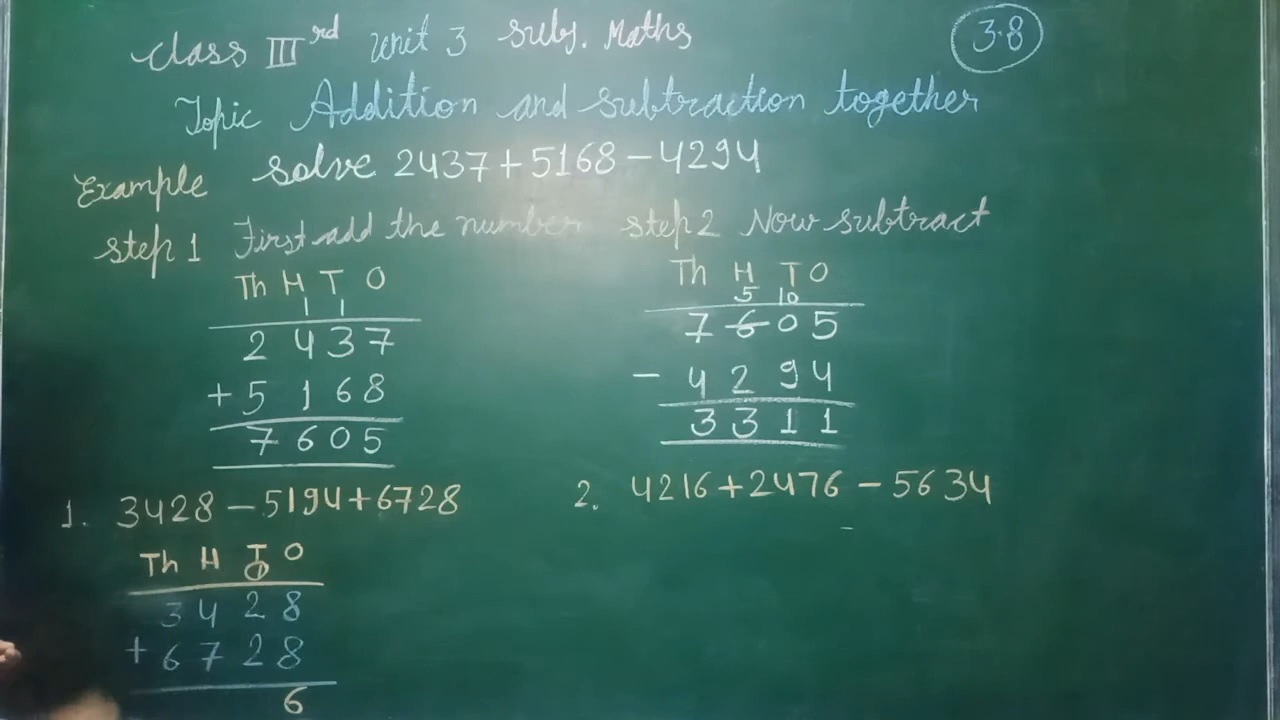 Class IIIrd Unit 3 Subj. Maths 3.8
Topic Addition and subtraction together
Example Solve 2437+5168-4294
Step 1 First add the number
Th H T O
1 1
2 4 3 7
+ 5 1 6 8
7 6 0 5
Step 2 Now subtract
Th H T O
5 10
7 6 0 5
- 4 2 9 4
3 3 1 1
1. 3428-5194+6728
Th H T O
1
3 4 2 8
+ 6 7 2 8
6
2. 4216+2476-5634